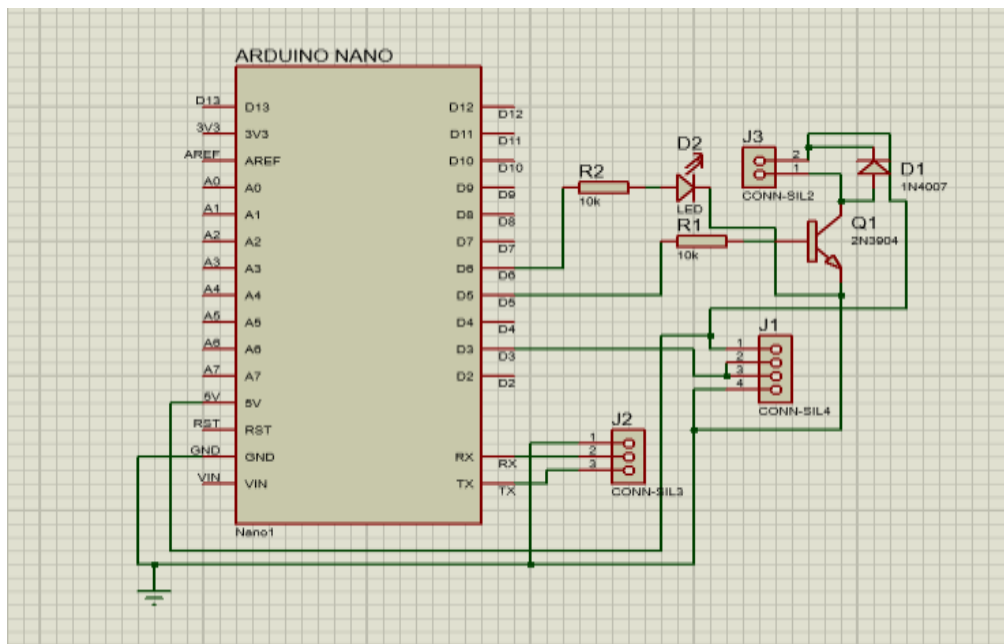 ARDUINO NANO
D13 D13 D12 D12
3V3 3V3 D11 D11
AREF AREF D10 D10
A0 A0 D9 D9
A1 A1 D8 D8
A2 A2 D7 D7
A3 A3 D6 D6
A4 A4 D5 D5
A5 A5 D4 D4
A6 A6 D3 D3
A7 A7 D2 D2
5V 5V
RST RST
GND GND RX RX
VIN VIN TX TX
Nano1
R2
10k
D2
LED
R1
10k
J3
2
1
CONN-SIL2
D1
1N4007
Q1
2N3904
J1
1
2
3
4
CONN-SIL4
J2
1
2
3
CONN-SIL3